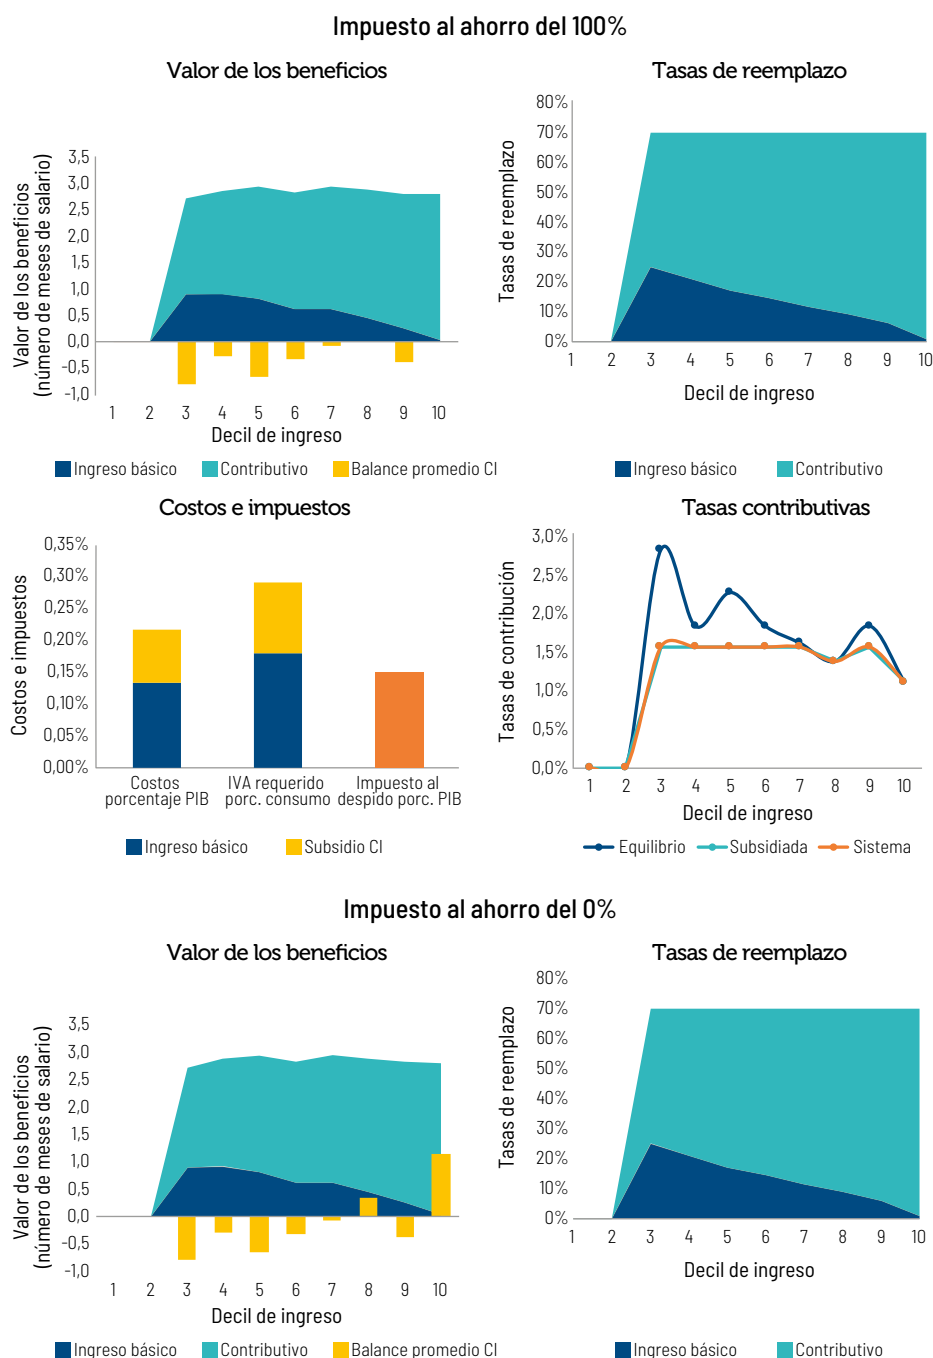 Impuesto al ahorro del 100%
Valor de los beneficios
Valor de los beneficios
(número de meses de salario)
3,5
3,0
2,5
2,0
1,5
1,0
0,5
0,0
-0,5
-1,0
1 2 3 4 5 6 7 8 9 10
Decil de ingreso
Ingreso básico Contributivo Balance promedio CI
Tasas de reemplazo
Tasas de reemplazo
80%
70%
60%
50%
40%
30%
20%
10%
0%
1 2 3 4 5 6 7 8 9 10
Decil de ingreso
Ingreso básico Contributivo
Costos e impuestos
Costos e impuestos
0,35%
0,30%
0,25%
0,20%
0,15%
0,10%
0,05%
0,00%
Costos
porcentaje PIB
IVA requerido
porc. consumo
Impuesto al
despido porc. PIB
Ingreso básico Subsidio CI
Tasas contributivas
Tasas de contribución
3,0%
2,5%
2,0%
1,5%
1,0%
0,5%
0,0%
1 2 3 4 5 6 7 8 9 10
Decil de ingreso
Equilibrio Subsidiada Sistema
Impuesto al ahorro del 0%
Valor de los beneficios
Valor de los beneficios
(número de meses de salario)
3,5
3,0
2,5
2,0
1,5
1,0
0,5
0,0
-0,5
-1,0
1 2 3 4 5 6 7 8 9 10
Decil de ingreso
Ingreso básico Contributivo Balance promedio CI
Tasas de reemplazo
Tasas de reemplazo
80%
70%
60%
50%
40%
30%
20%
10%
0%
1 2 3 4 5 6 7 8 9 10
Decil de ingreso
Ingreso básico Contributivo